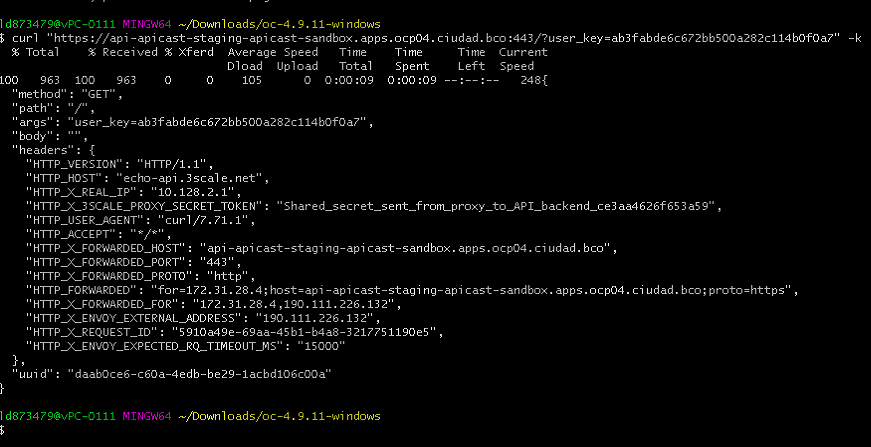 ld873479@vPC-0111 MINGW64 ~/Downloads/oc-4.9.11-windows
$ curl "https://api-apicast-staging-apicast-sandbox.apps.ocp04.ciudad.bco:443/?user_key=ab3fabde6c672bb500a282c114b0f0a7" -k
% Total % Received % Xferd Average Speed Time Time Time Current
Dload Upload Total Spent Left Speed
100 963 100 963 0 0 105 0 0:00:09 0:00:09 --:--:-- 248{
"method": "GET",
"path": "/",
"args": "user_key=ab3fabde6c672bb500a282c114b0f0a7",
"body": "",
"headers": {
"HTTP_VERSION": "HTTP/1.1",
"HTTP_HOST": "echo-api.3scale.net",
"HTTP_X_REAL_IP": "10.128.2.1",
"HTTP_X_3SCALE_PROXY_SECRET_TOKEN": "Shared_secret_sent_from_proxy_to_API_backend_ce3aa4626f653a59",
"HTTP_USER_AGENT": "curl/7.71.1",
"HTTP_ACCEPT": "*/*",
"HTTP_X_FORWARDED_HOST": "api-apicast-staging-apicast-sandbox.apps.ocp04.ciudad.bco",
"HTTP_X_FORWARDED_PORT": "443",
"HTTP_X_FORWARDED_PROTO": "http",
"HTTP_FORWARDED": "for=172.31.28.4;host=api-apicast-staging-apicast-sandbox.apps.ocp04.ciudad.bco;proto=https",
"HTTP_X_FORWARDED_FOR": "172.31.28.4,190.111.226.132",
"HTTP_X_ENVOY_EXTERNAL_ADDRESS": "190.111.226.132",
"HTTP_X_REQUEST_ID": "5910a49e-69aa-45b1-b4a8-3217751190e5",
"HTTP_X_ENVOY_EXPECTED_RQ_TIMEOUT_MS": "15000"
},
"uuid": "daab0ce6-c60a-4edb-be29-1acbd106c00a"
}
ld873479@vPC-0111 MINGW64 ~/Downloads/oc-4.9.11-windows
$